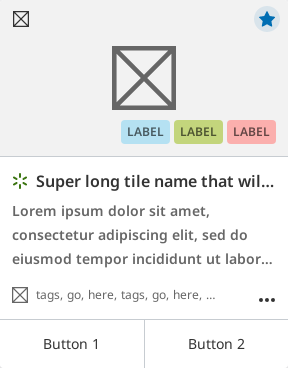 LABEL LABEL LABEL
Super long tile name that wil...
Lorem ipsum dolor sit amet,
consectetur adipiscing elit, sed do
eiusmod tempor incididunt ut labor...
tags, go, here, tags, go, here, ...
Button 1 Button 2